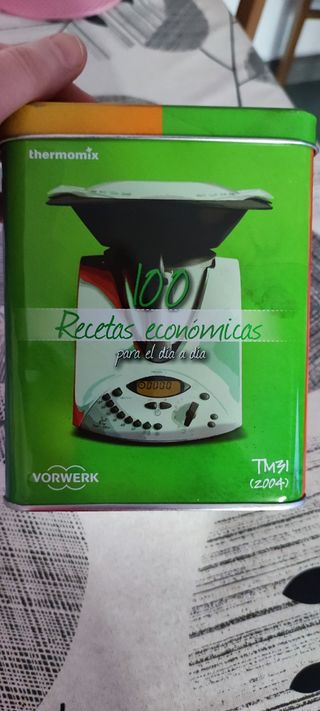 thermomix
100
Recetas económicas
para el día a día
VORWERK
TM31
(2004)